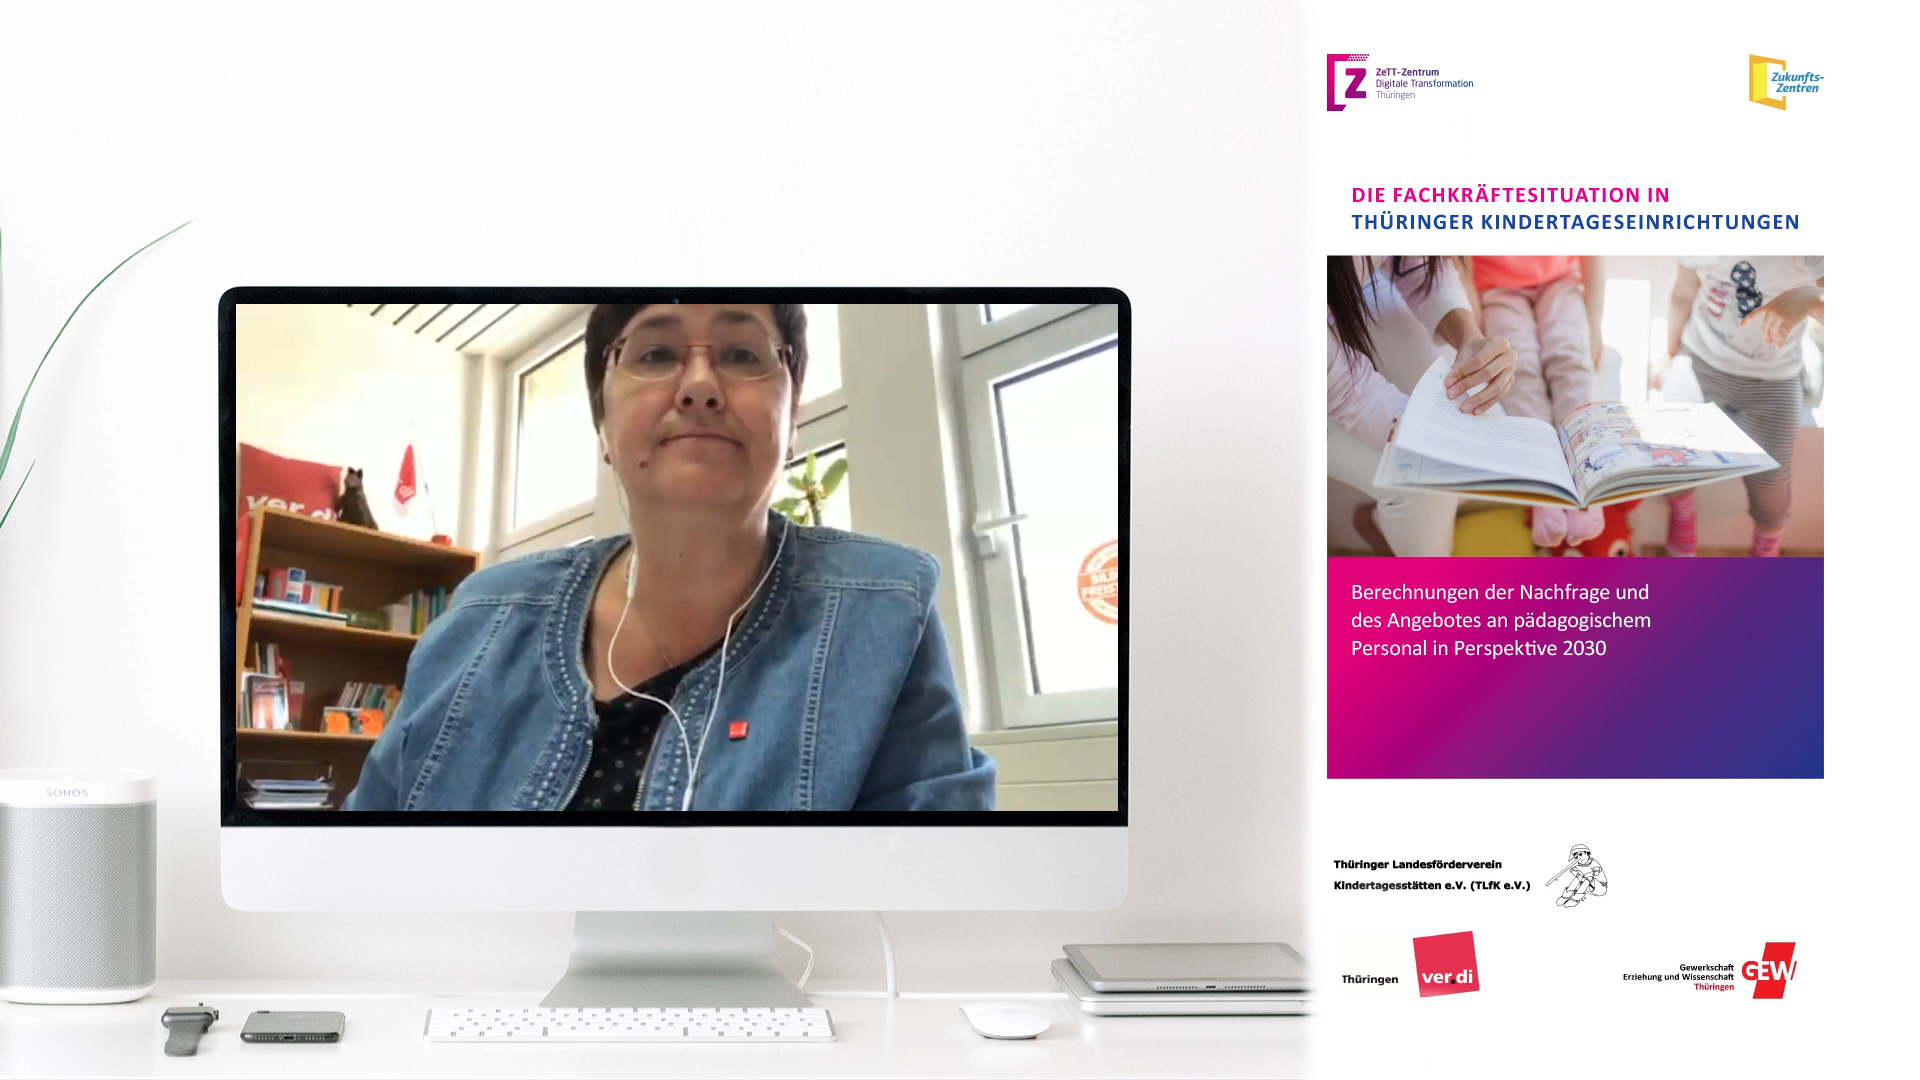 ZeTT-Zentrum
Digitale Transformation
Thüringen
Zukunfts-
Zentren
DIE FACHKRÄFTESITUATION IN
THÜRINGER KINDERTAGESEINRICHTUNGEN
Berechnungen der Nachfrage und
des Angebotes an pädagogischem
Personal in Perspektive 2030
ver.di
SONOS
Thüringer Landesförderverein
Kindertagesstätten e.V. (TLfK e.V.)
Thüringen
ver.di
Gewerkschaft
Erziehung und Wissenschaft
Thüringen
GEW